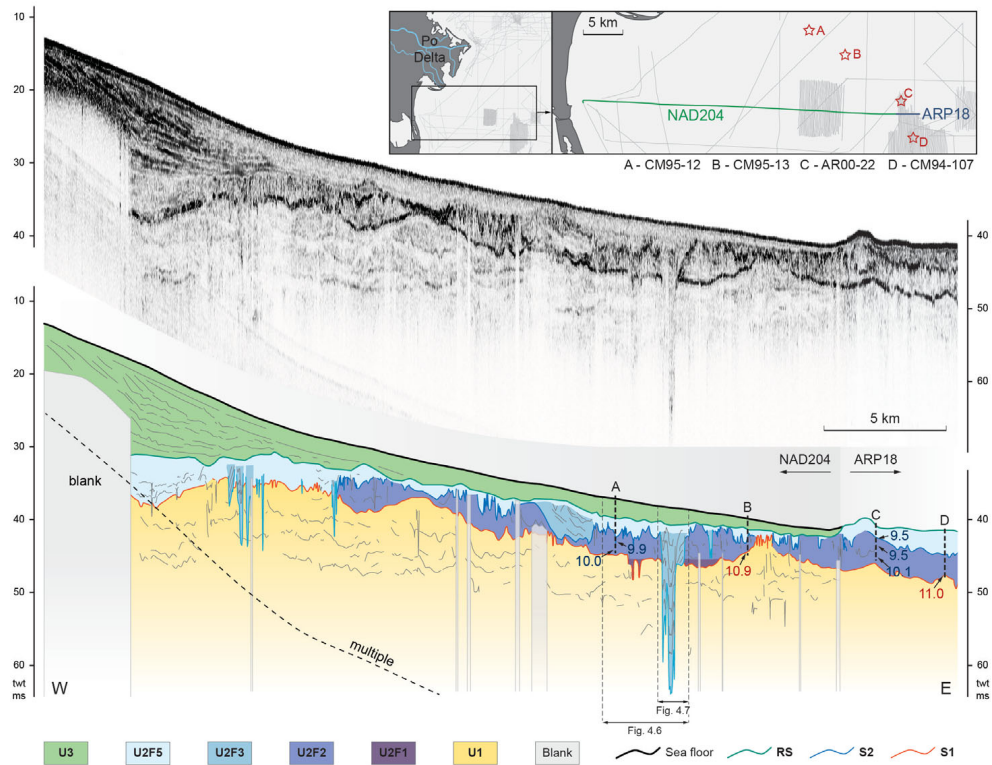 10
20
30
40
50
60
twt
ms
10
20
30
40
50
60
40
50
60
40
50
60
twt
ms
Po
Delta
5 km
A
B
C
D
NAD204
ARP18
A - CM95-12 B - CM95-13 C - AR00-22 D - CM94-107
5 km
NAD204 ARP18
blank
multiple
A
B
C
D
10.0
9.9
10.9
9.5
9.5
10.1
11.0
Fig. 4.7
Fig. 4.6
W
E
U3 U2F5 U2F3 U2F2 U2F1 U1 Blank Sea floor RS S2 S1